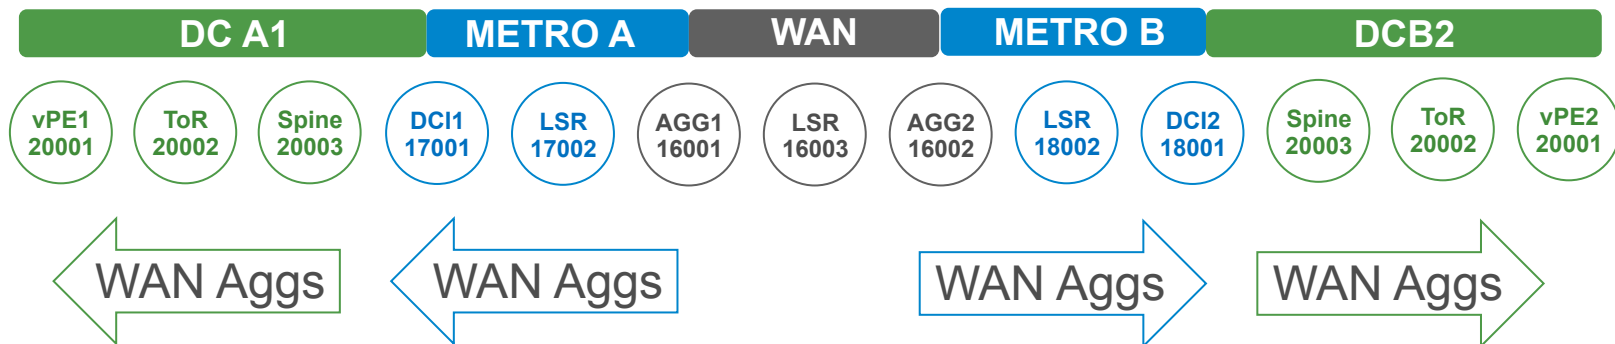 DC A1
METRO A
WAN
METRO B
DCB2
vPE1
20001
ToR
20002
Spine
20003
DCI1
17001
LSR
17002
AGG1
16001
LSR
16003
AGG2
16002
LSR
18002
DCI2
18001
Spine
20003
ToR
20002
vPE2
20001
WAN Aggs
WAN Aggs
WAN Aggs
WAN Aggs